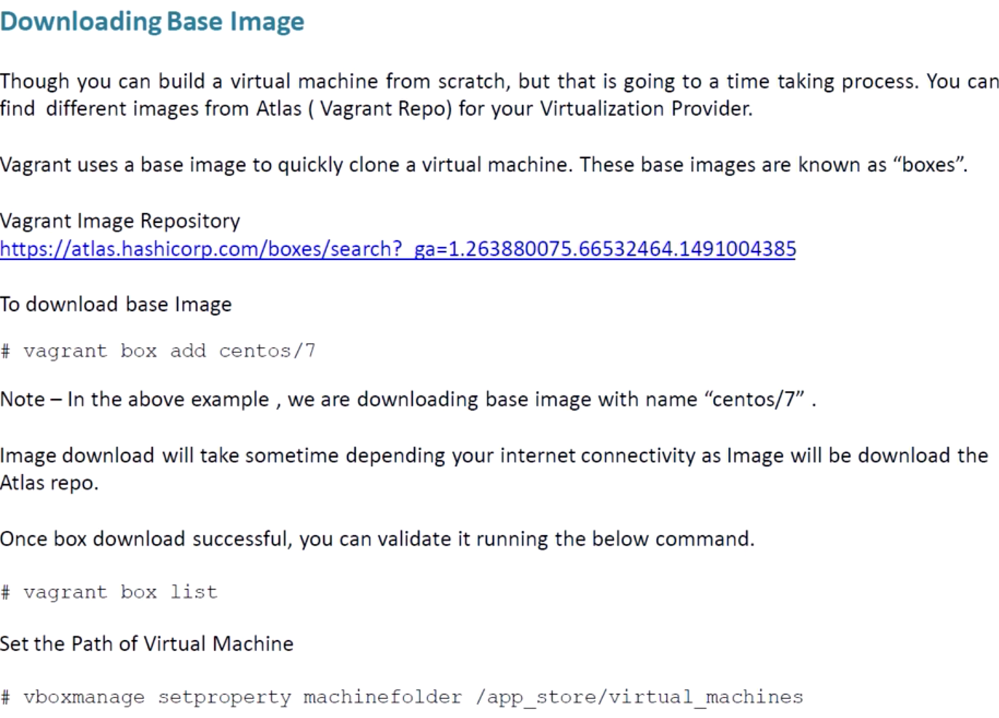 Downloading Base Image
Though you can build a virtual machine from scratch, but that is going to a time taking process. You can
find different images from Atlas ( Vagrant Repo) for your Virtualization Provider.
Vagrant uses a base image to quickly clone a virtual machine. These base images are known as “boxes”.
Vagrant Image Repository
https://atlas.hashicorp.com/boxes/search?_ga=1.263880075.66532464.1491004385
To download base Image
# vagrant box add centos/7
Note – In the above example , we are downloading base image with name “centos/7” .
Image download will take sometime depending your internet connectivity as Image will be download the
Atlas repo.
Once box download successful, you can validate it running the below command.
# vagrant box list
Set the Path of Virtual Machine
# vboxmanage setproperty machinefolder /app_store/virtual_machines